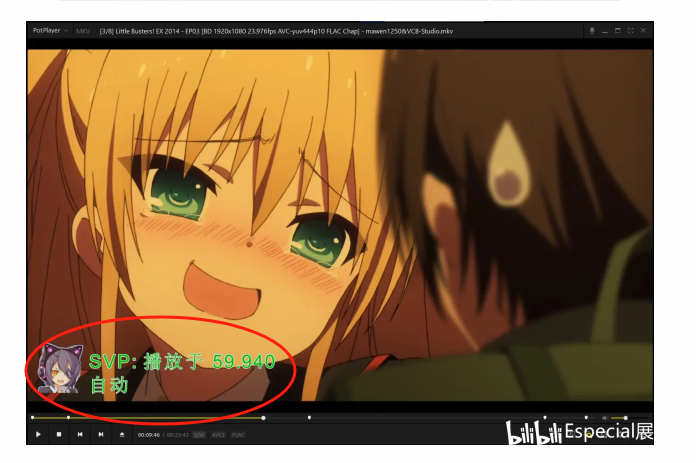 PotPlayer MKV [3/8] Little Busters! EX 2014 - EP03 [BD 1920x1080 23.976fps AVC-yuv444p10 FLAC Chap] - mawen1250&VCB-Studio.mkv
SVP: 播放于 59.940
自动
00:09:46 / 00:23:42 S/W AVC1 FLAC
bilibili Especial展